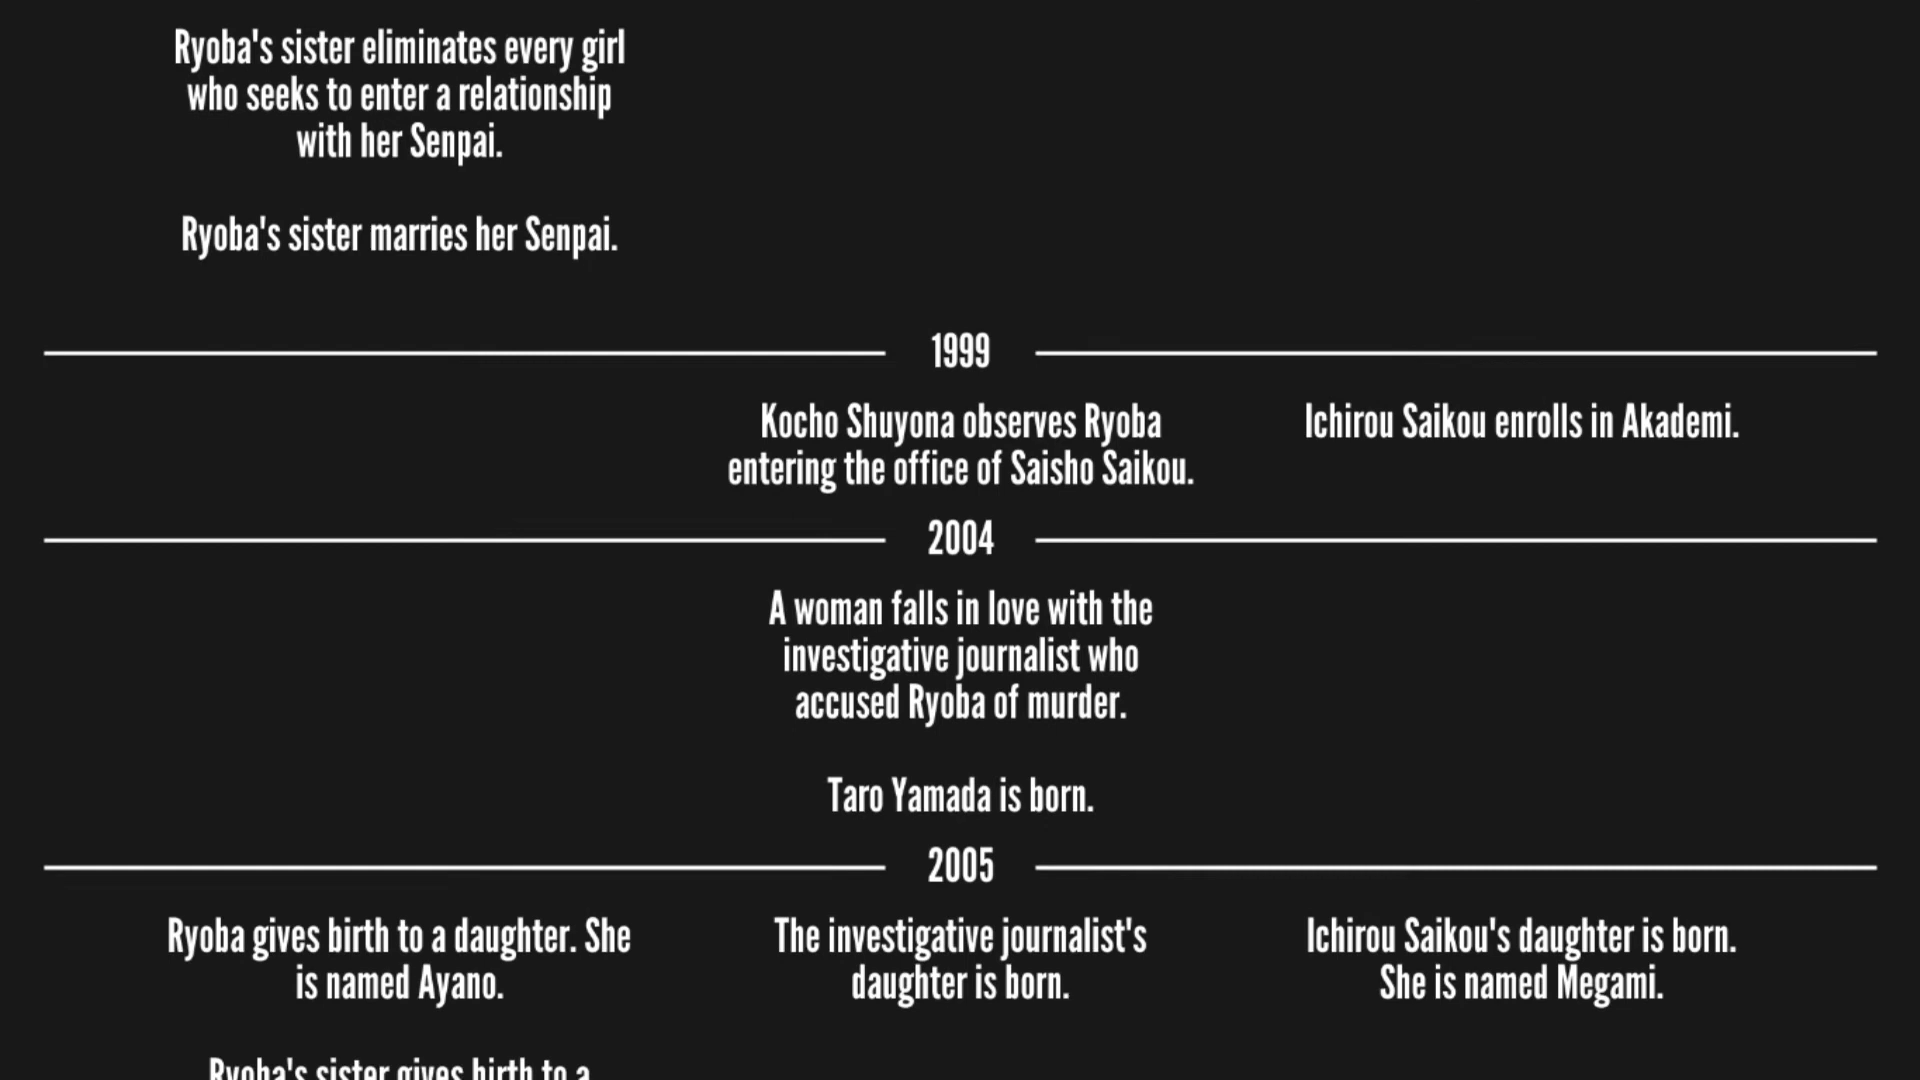 Ryoba's sister eliminates every girl
who seeks to enter a relationship
with her Senpai.
Ryoba's sister marries her Senpai.
1999
Kocho Shuyona observes Ryoba
entering the office of Saisho Saikou.
Ichirou Saikou enrolls in Akademi.
2004
A woman falls in love with the
investigative journalist who
accused Ryoba of murder.
Taro Yamada is born.
2005
Ryoba gives birth to a daughter. She
is named Ayano.
The investigative journalist's
daughter is born.
Ichirou Saikou's daughter is born.
She is named Megami.
Ryoba's sister gives birth to a